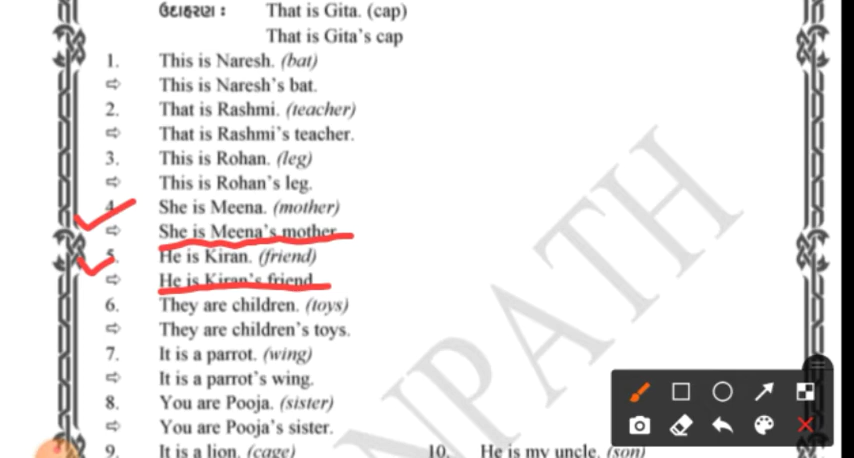 ઉદાહરણ : That is Gita. (cap)
That is Gita's cap
1. This is Naresh. (bat)
⇨ This is Naresh's bat.
2. That is Rashmi. (teacher)
⇨ That is Rashmi's teacher.
3. This is Rohan. (leg)
⇨ This is Rohan's leg.
4. She is Meena. (mother)
⇨ She is Meena's mother
5. He is Kiran. (friend)
⇨ He is Kiran's friend
6. They are children. (toys)
⇨ They are children's toys.
7. It is a parrot. (wing)
⇨ It is a parrot's wing.
8. You are Pooja. (sister)
⇨ You are Pooja's sister.
9. It is a lion. (cage) 10. He is my uncle. (son)
NPATH